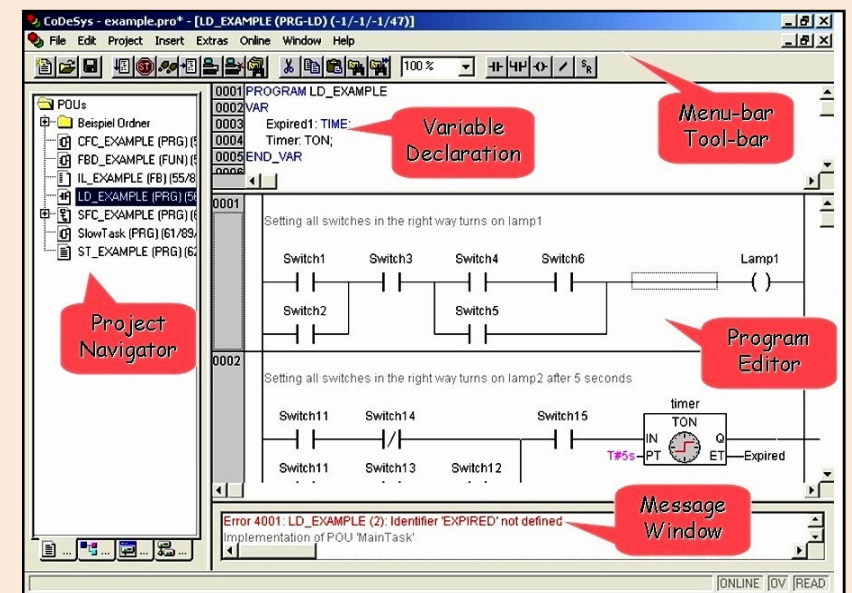 CoDeSys - example.pro* - [LD_EXAMPLE (PRG-LD) (-1/-1/-1/47)]
File Edit Project Insert Extras Online Window Help
100 %
POUs
Beispiel Ordner
CFC_EXAMPLE (PRG) (5
FBD_EXAMPLE (FUN) (5
IL_EXAMPLE (FB) (55/8
LD_EXAMPLE (PRG) (56
SFC_EXAMPLE (PRG) (6
SlowTask (PRG) (61/89,
ST_EXAMPLE (PRG) (62
Project
Navigator
0001 PROGRAM LD_EXAMPLE
0002 VAR
0003 Expired1: TIME;
0004 Timer: TON;
0005 END_VAR
0006
Variable
Declaration
Menu-bar
Tool-bar
0001
Setting all switches in the right way turns on lamp1
Switch1 Switch3 Switch4 Switch6 Lamp1
Switch2 Switch5
Program
Editor
0002
Setting all switches in the right way turns on lamp2 after 5 seconds
timer
Switch11 Switch14 Switch15 TON
IN Q
T#5s PT ET Expired
Switch11 Switch13 Switch12
Error 4001: LD_EXAMPLE (2): Identifier 'EXPIRED' not defined
Implementation of POU 'MainTask'
Message
Window
ONLINE OV READ